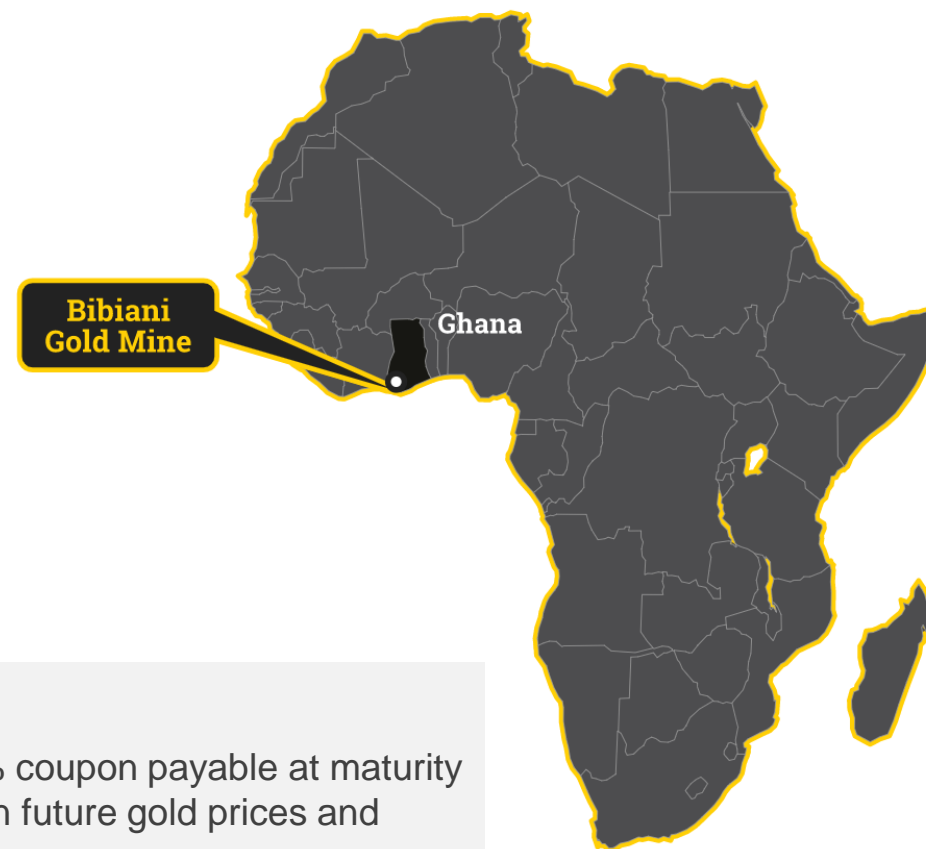 Bibiani
Gold Mine
Ghana
coupon payable at maturity
future gold prices and